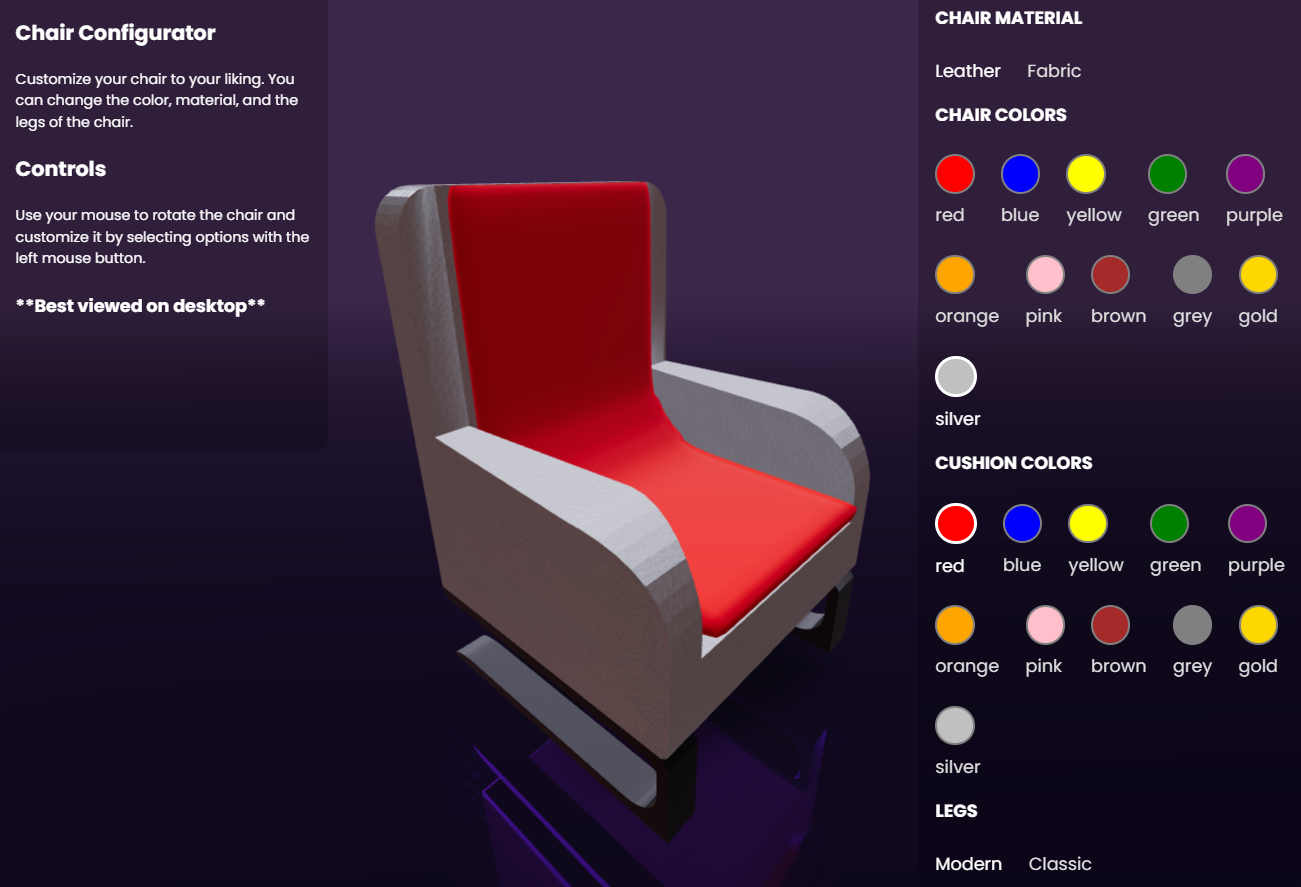 Chair Configurator
Customize your chair to your liking. You
can change the color, material, and the
legs of the chair.
Controls
Use your mouse to rotate the chair and
customize it by selecting options with the
left mouse button.
**Best viewed on desktop**
CHAIR MATERIAL
Leather Fabric
CHAIR COLORS
red blue yellow green purple
orange pink brown grey gold
silver
CUSHION COLORS
red blue yellow green purple
orange pink brown grey gold
silver
LEGS
Modern Classic